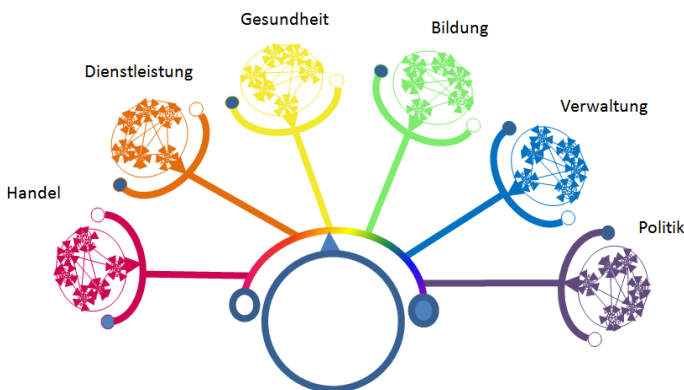 Gesundheit
Bildung
Dienstleistung
Verwaltung
Handel
Politik